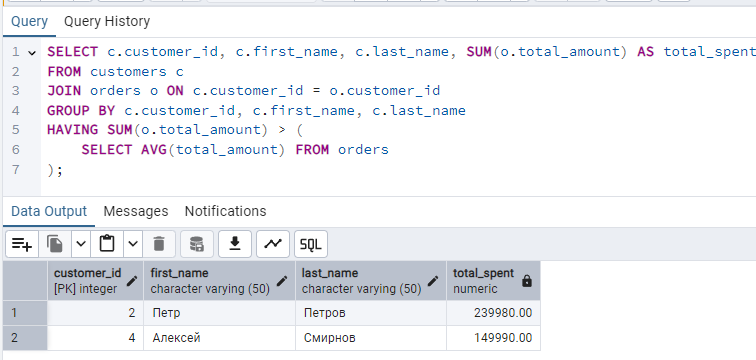 Query Query History
1 SELECT c.customer_id, c.first_name, c.last_name, SUM(o.total_amount) AS total_spent
2 FROM customers c
3 JOIN orders o ON c.customer_id = o.customer_id
4 GROUP BY c.customer_id, c.first_name, c.last_name
5 HAVING SUM(o.total_amount) > (
6 SELECT AVG(total_amount) FROM orders
7 );
Data Output Messages Notifications
SQL
customer_id first_name last_name total_spent
[PK] integer character varying (50) character varying (50) numeric
1 2 Петр Петров 239980.00
2 4 Алексей Смирнов 149990.00